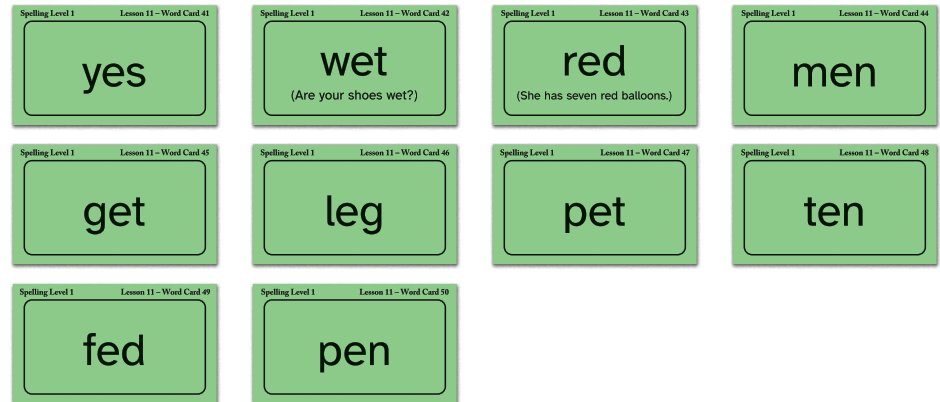 Spelling Level 1 Lesson 11 – Word Card 41
yes
Spelling Level 1 Lesson 11 – Word Card 42
wet
(Are your shoes wet?)
Spelling Level 1 Lesson 11 – Word Card 43
red
(She has seven red balloons.)
Spelling Level 1 Lesson 11 – Word Card 44
men
Spelling Level 1 Lesson 11 – Word Card 45
get
Spelling Level 1 Lesson 11 – Word Card 46
leg
Spelling Level 1 Lesson 11 – Word Card 47
pet
Spelling Level 1 Lesson 11 – Word Card 48
ten
Spelling Level 1 Lesson 11 – Word Card 49
fed
Spelling Level 1 Lesson 11 – Word Card 50
pen